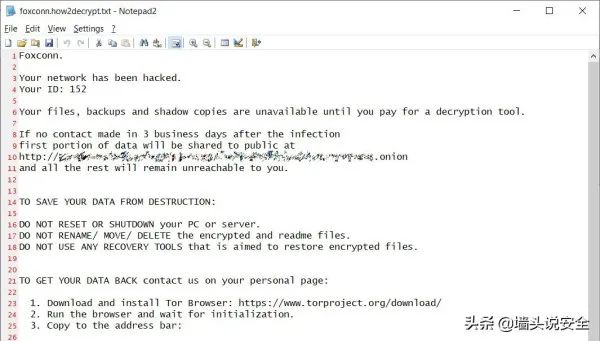 foxconn.how2decrypt.txt - Notepad2
File Edit View Settings ?
1 Foxconn.
2
3 Your network has been hacked.
4 Your ID: 152
5
6 Your files, backups and shadow copies are unavailable until you pay for a decryption tool.
7
8 If no contact made in 3 business days after the infection
9 first portion of data will be shared to public at
10 http:// .onion
11 and all the rest will remain unreachable to you.
12
13
14 TO SAVE YOUR DATA FROM DESTRUCTION:
15
16 DO NOT RESET OR SHUTDOWN your PC or server.
17 DO NOT RENAME/ MOVE/ DELETE the encrypted and readme files.
18 DO NOT USE ANY RECOVERY TOOLS that is aimed to restore encrypted files.
19
20
21 TO GET YOUR DATA BACK contact us on your personal page:
22
23 1. Download and install Tor Browser: https://www.torproject.org/download/
24 2. Run the browser and wait for initialization.
25 3. Copy to the address bar:
26
头条 @墙头说安全